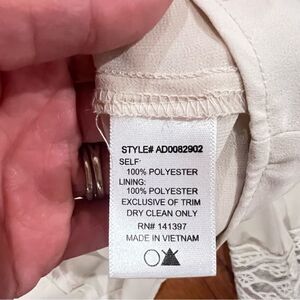 STYLE# AD0082902
SELF:
100% POLYESTER
LINING:
100% POLYESTER
EXCLUSIVE OF TRIM
DRY CLEAN ONLY
RN# 141397
MADE IN VIETNAM